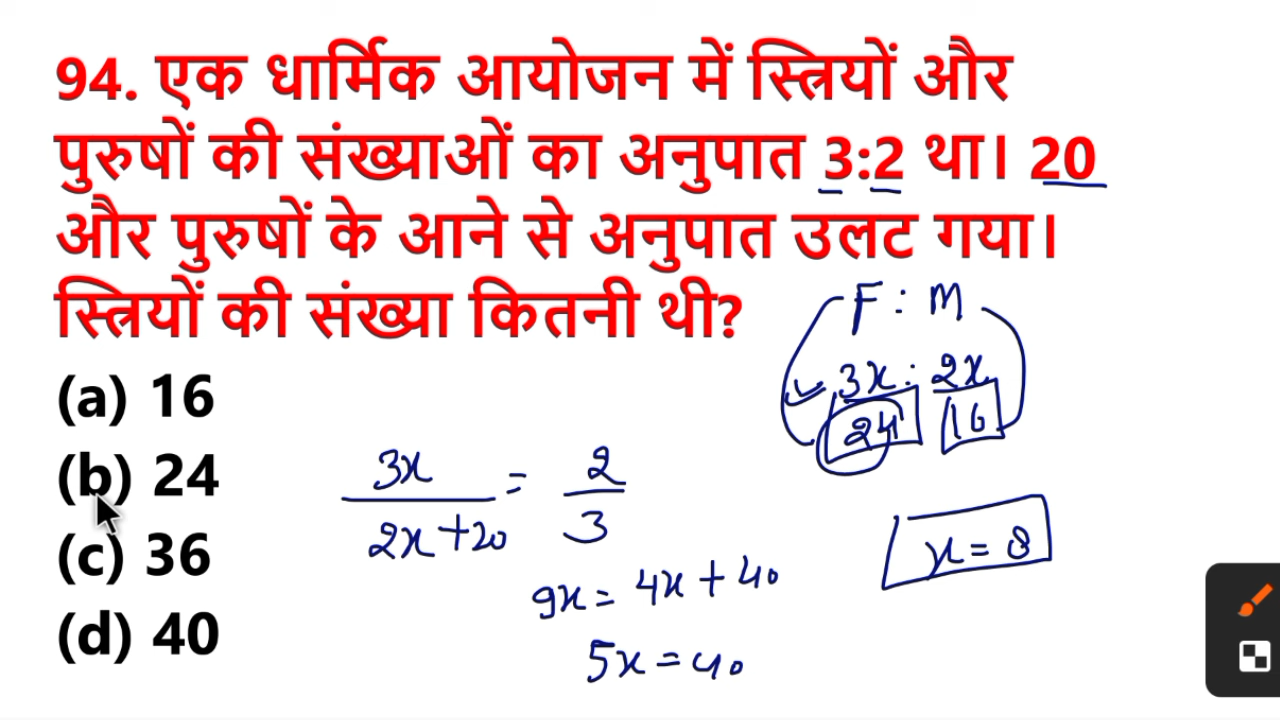 94. एक धार्मिक आयोजन में स्त्रियों और
पुरुषों की संख्याओं का अनुपात 3:2 था। 20
और पुरुषों के आने से अनुपात उलट गया।
स्त्रियों की संख्या कितनी थी?
(a) 16
(b) 24
(c) 36
(d) 40
F : M
3x : 2x
24 16
3x / 2x+20 = 2 / 3
9x = 4x + 40
5x = 40
x = 8